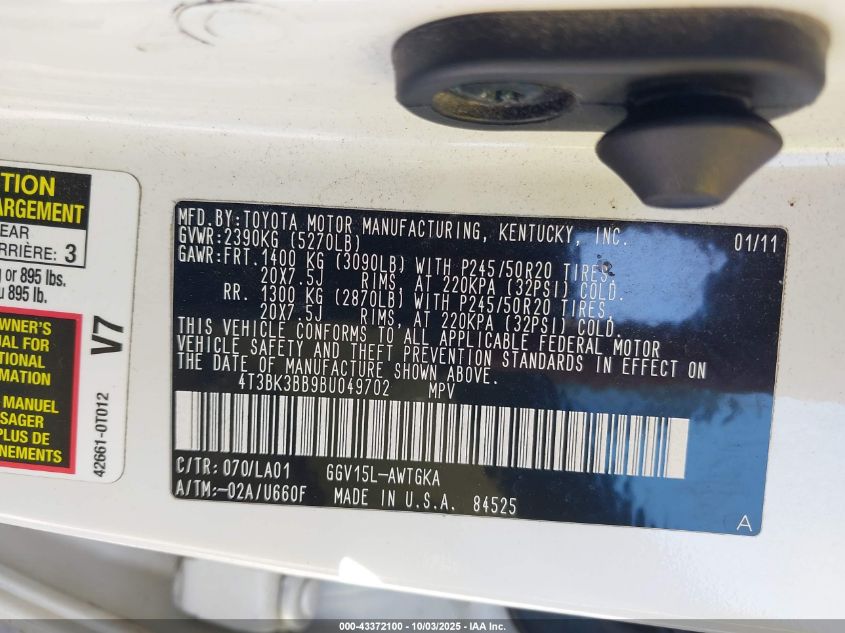 TION
ARGEMENT
EAR
RRIÈRE: 3
g or 895 lbs.
u 895 lb.
WNER'S
UAL FOR
TIONAL
RMATION
MANUEL
SAGER
PLUS DE
NEMENTS
V7
42661-0T012
MFD.BY:TOYOTA MOTOR MANUFACTURING, KENTUCKY, INC. 01/11
GVWR:2390KG (5270LB)
GAWR:FRT. 1400 KG (3090LB) WITH P245/50R20 TIRES,
20X7.5J RIMS, AT 220KPA (32PSI) COLD.
RR. 1300 KG (2870LB) WITH P245/50R20 TIRES,
20X7.5J RIMS, AT 220KPA (32PSI) COLD.
THIS VEHICLE CONFORMS TO ALL APPLICABLE FEDERAL MOTOR
VEHICLE SAFETY AND THEFT PREVENTION STANDARDS IN EFFECT ON
THE DATE OF MANUFACTURE SHOWN ABOVE.
4T3BK3BB9BU049702 MPV
C/TR:070/LA01 GGV15L-AWTGKA
A/TM:-02A/U660F MADE IN U.S.A. 84525
A
000-43372100 - 10/03/2025 - IAA Inc.